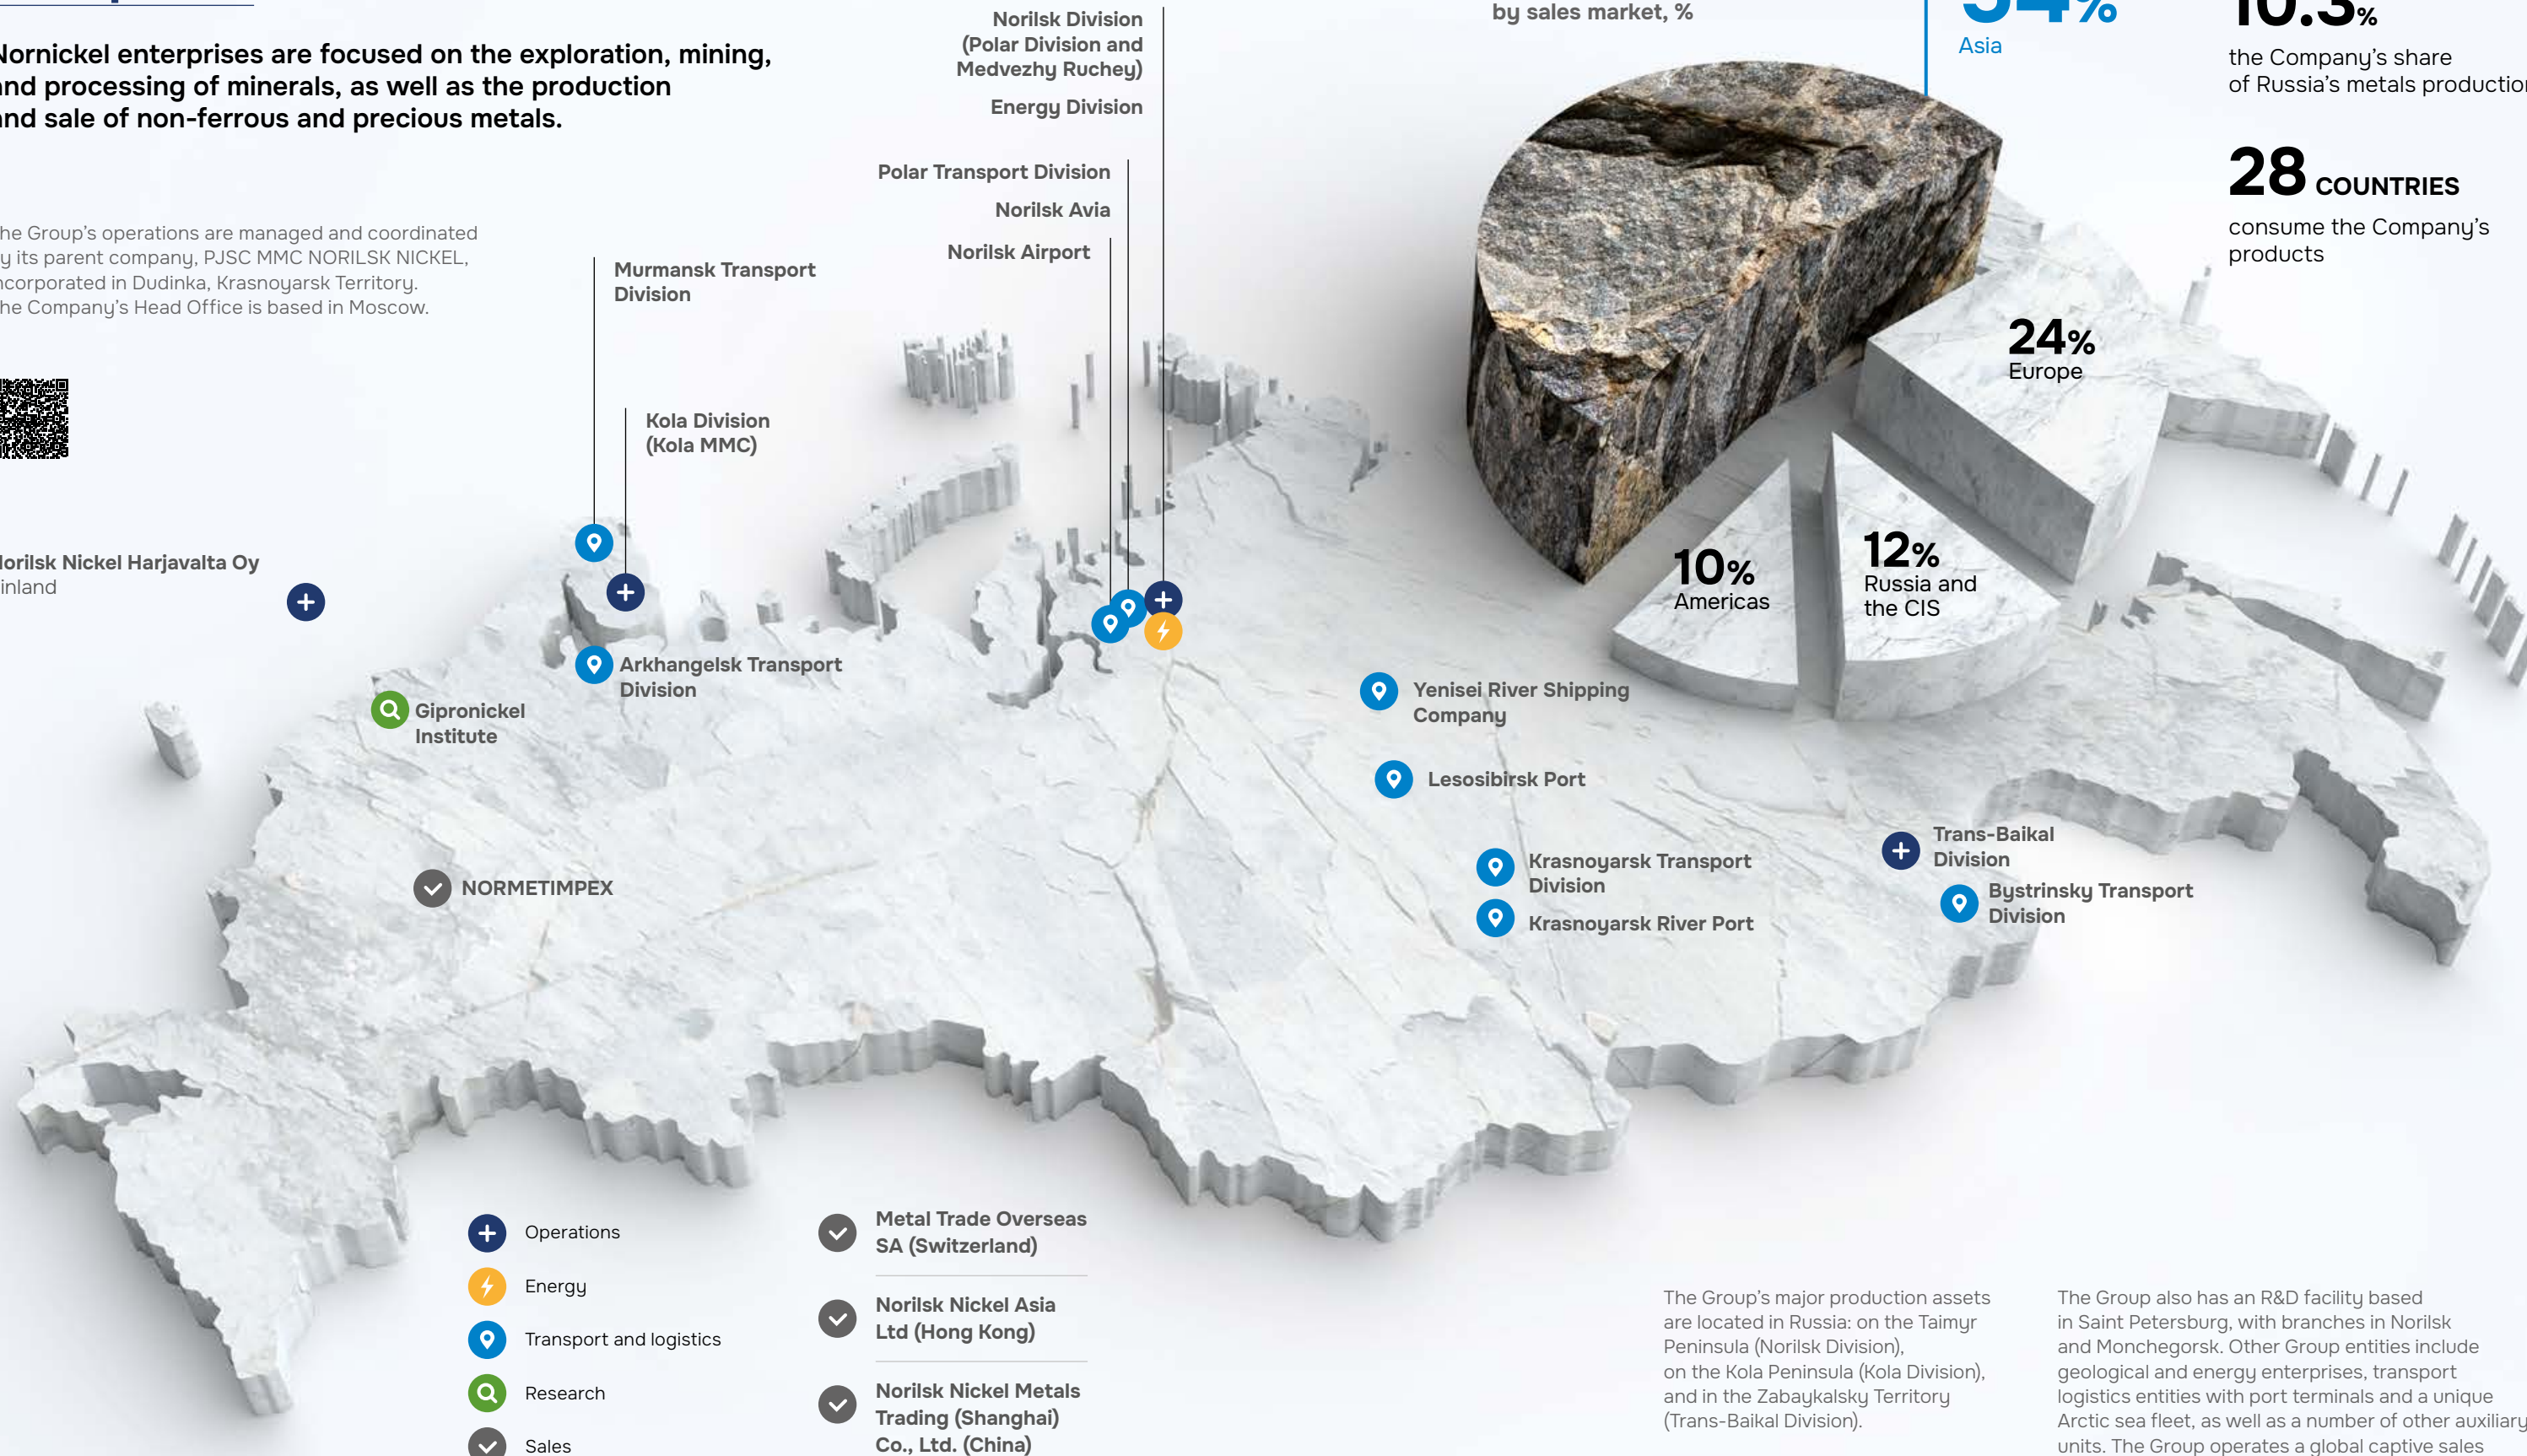 Nornickel enterprises are focused on the exploration, mining,
and processing of minerals, as well as the production
and sale of non-ferrous and precious metals.
The Group's operations are managed and coordinated
by its parent company, PJSC MMC NORILSK NICKEL,
incorporated in Dudinka, Krasnoyarsk Territory.
The Company's Head Office is based in Moscow.
Norilsk Nickel Harjavalta Oy
Finland
Norilsk Division
(Polar Division and
Medvezhy Ruchey)
Energy Division
Polar Transport Division
Norilsk Avia
Norilsk Airport
Murmansk Transport
Division
Kola Division
(Kola MMC)
Arkhangelsk Transport
Division
Gipronickel
Institute
NORMETIMPEX
by sales market, %
54%
Asia
24%
Europe
12%
Russia and
the CIS
10%
Americas
10.3%
the Company's share
of Russia's metals production
28 COUNTRIES
consume the Company's
products
Yenisei River Shipping
Company
Lesosibirsk Port
Krasnoyarsk Transport
Division
Krasnoyarsk River Port
Trans-Baikal
Division
Bystrinsky Transport
Division
Operations
Energy
Transport and logistics
Research
Sales
Metal Trade Overseas
SA (Switzerland)
Norilsk Nickel Asia
Ltd (Hong Kong)
Norilsk Nickel Metals
Trading (Shanghai)
Co., Ltd. (China)
The Group's major production assets
are located in Russia: on the Taimyr
Peninsula (Norilsk Division),
on the Kola Peninsula (Kola Division),
and in the Zabaykalsky Territory
(Trans-Baikal Division).
The Group also has an R&D facility based
in Saint Petersburg, with branches in Norilsk
and Monchegorsk. Other Group entities include
geological and energy enterprises, transport
logistics entities with port terminals and a unique
Arctic sea fleet, as well as a number of other auxiliary
units. The Group operates a global captive sales